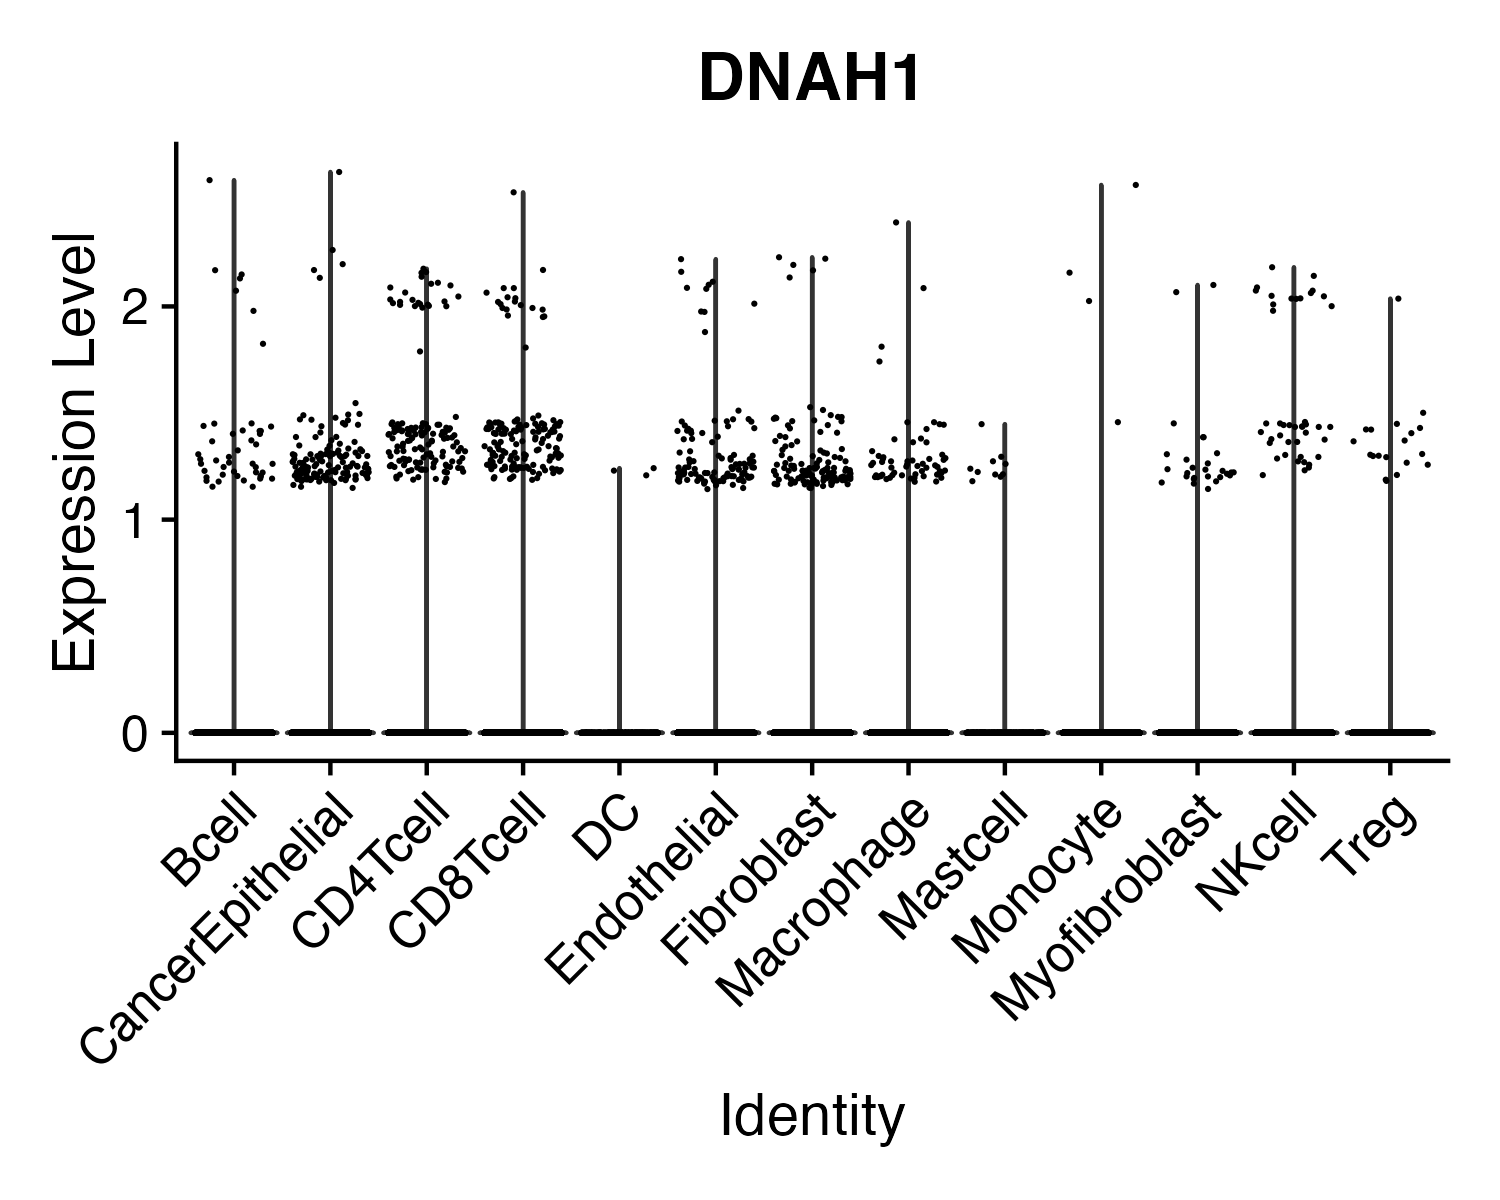 DNAH1
Expression Level
2
1
0
Bcell
CancerEpithelial
CD4Tcell
CD8Tcell
DC
Endothelial
Fibroblast
Macrophage
Mastcell
Monocyte
Myofibroblast
NKcell
Treg
Identity